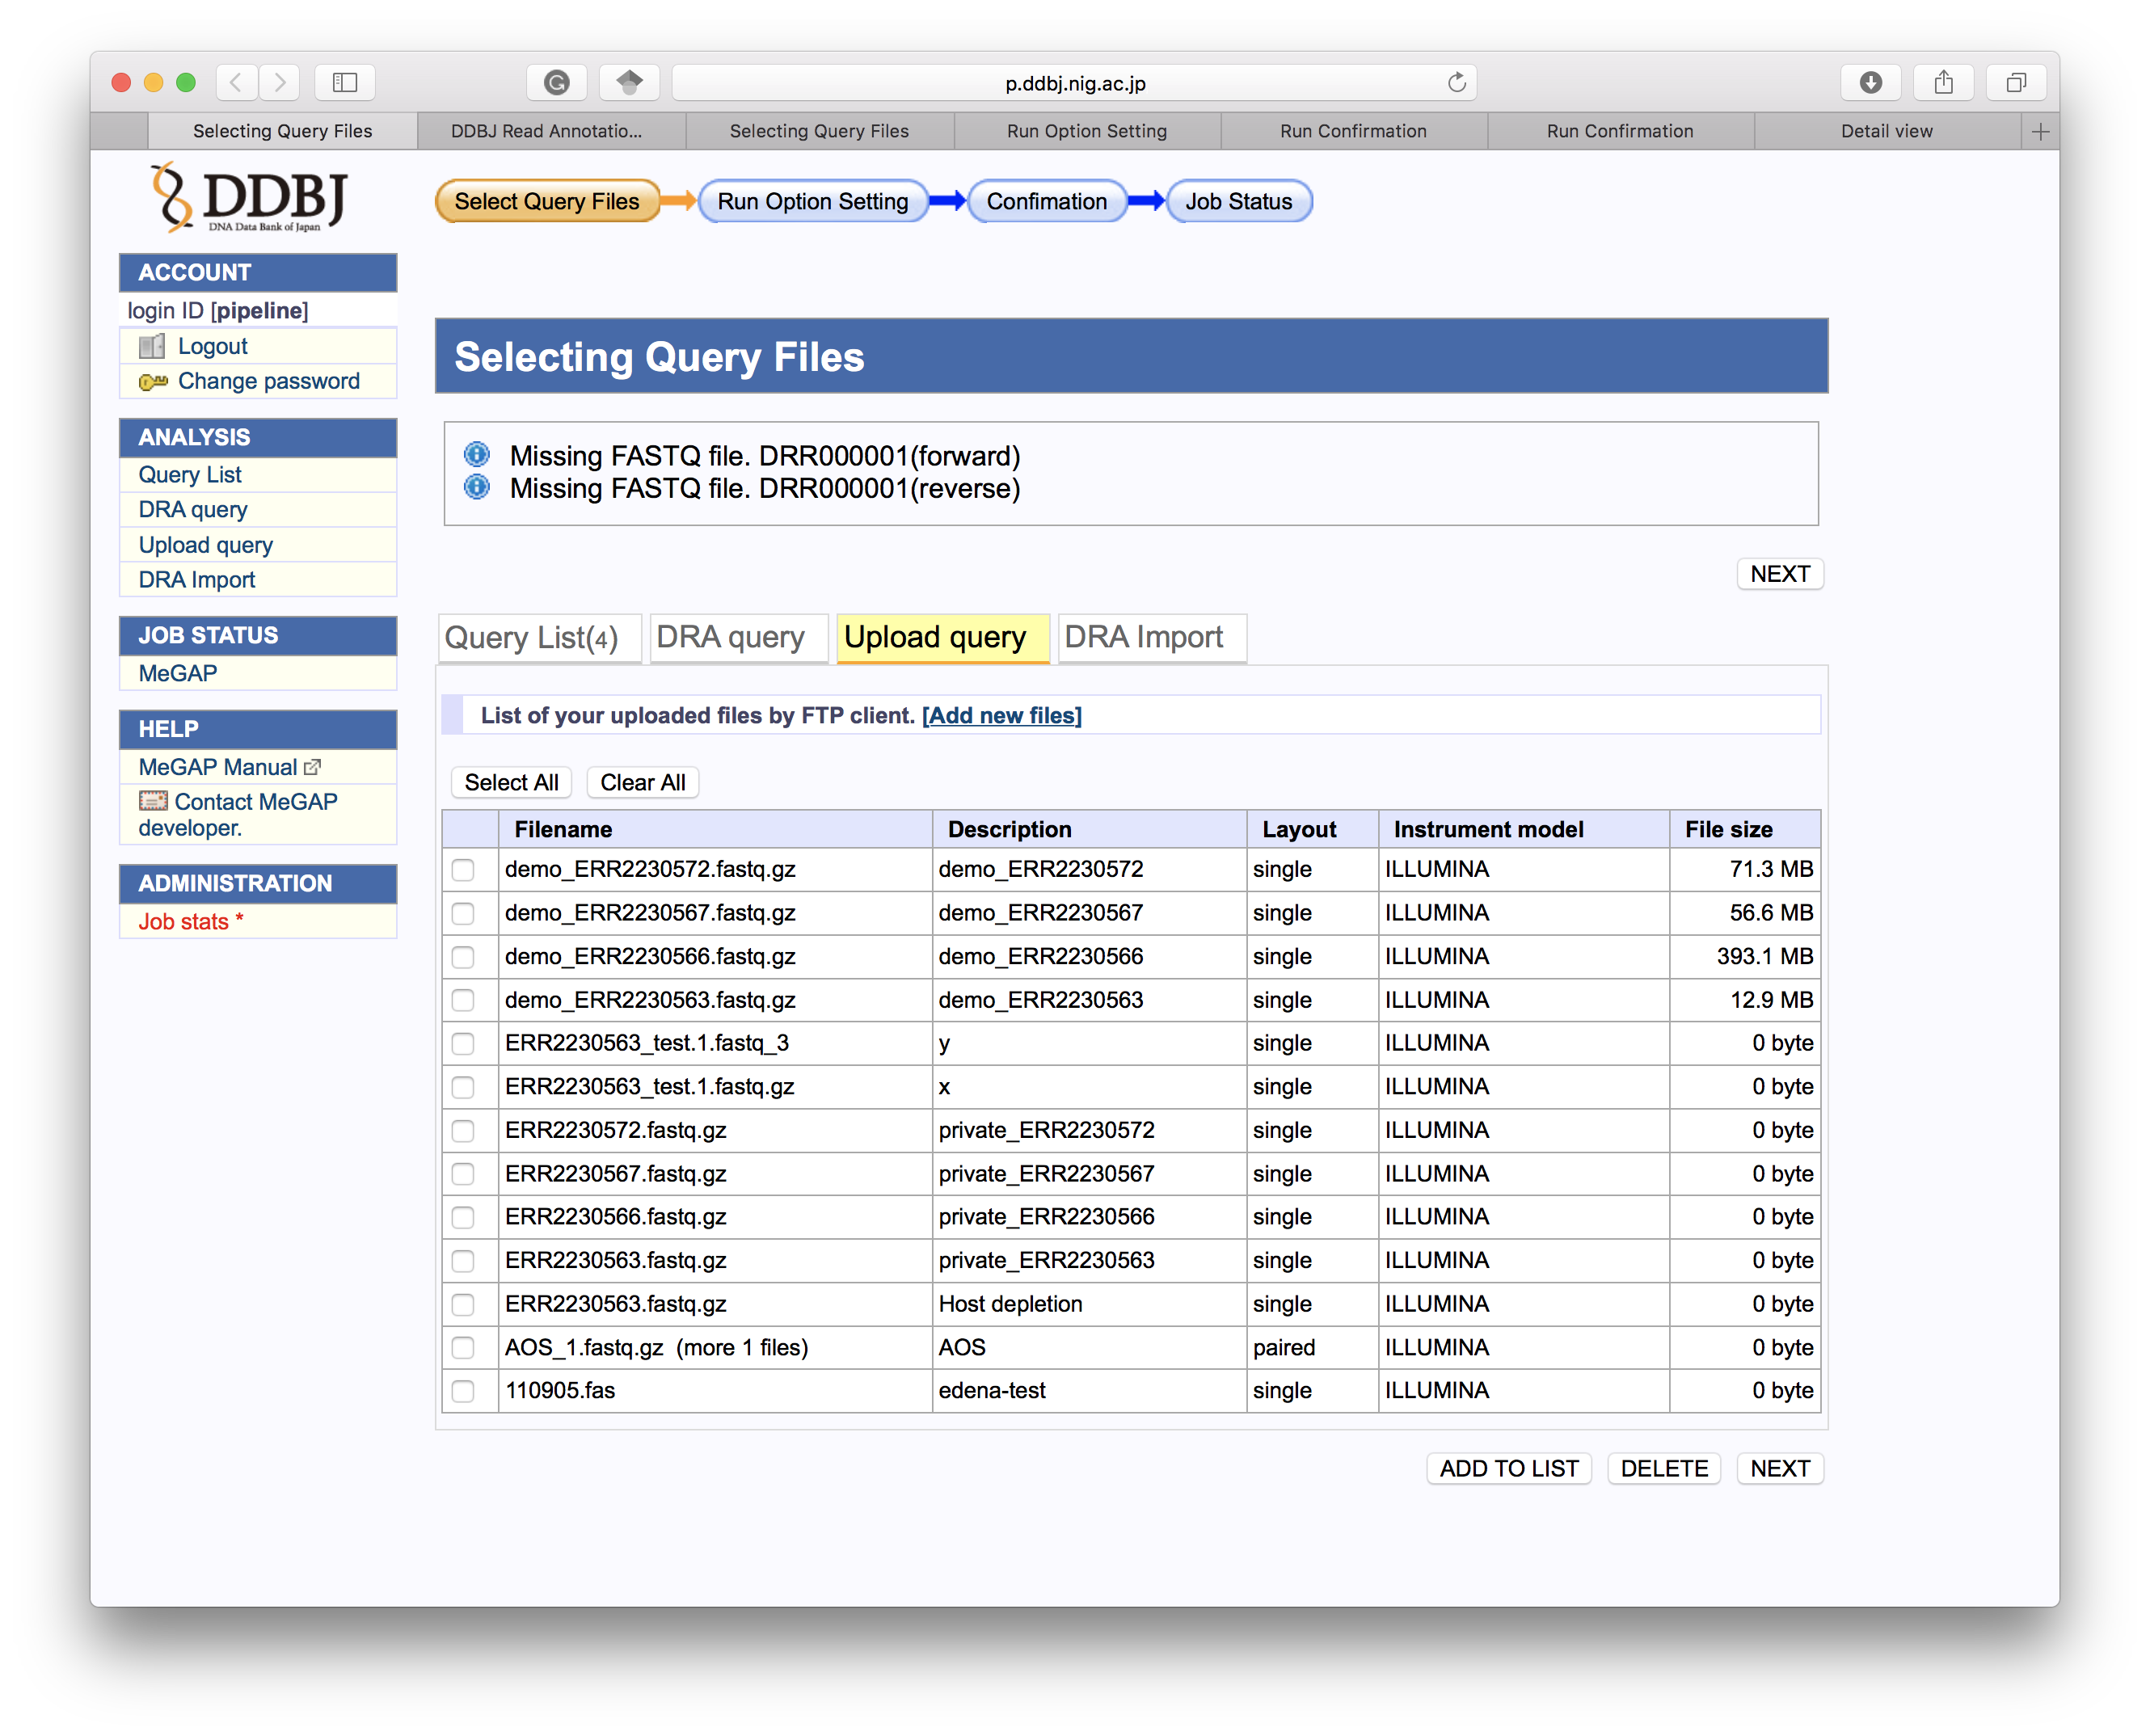 p.ddbj.nig.ac.jp
Selecting Query Files
DDBJ Read Annotatio...
Selecting Query Files
Run Option Setting
Run Confirmation
Run Confirmation
Detail view
DDBJ
DNA Data Bank of Japan
Select Query Files
Run Option Setting
Confimation
Job Status
ACCOUNT
login ID [pipeline]
Logout
Change password
ANALYSIS
Query List
DRA query
Upload query
DRA Import
JOB STATUS
MeGAP
HELP
MeGAP Manual
Contact MeGAP
developer.
ADMINISTRATION
Job stats *
Selecting Query Files
Missing FASTQ file. DRR000001(forward)
Missing FASTQ file. DRR000001(reverse)
NEXT
Query List(4)
DRA query
Upload query
DRA Import
List of your uploaded files by FTP client. [Add new files]
Select All
Clear All
Filename Description Layout Instrument model File size
demo_ERR2230572.fastq.gz demo_ERR2230572 single ILLUMINA 71.3 MB
demo_ERR2230567.fastq.gz demo_ERR2230567 single ILLUMINA 56.6 MB
demo_ERR2230566.fastq.gz demo_ERR2230566 single ILLUMINA 393.1 MB
demo_ERR2230563.fastq.gz demo_ERR2230563 single ILLUMINA 12.9 MB
ERR2230563_test.1.fastq_3 y single ILLUMINA 0 byte
ERR2230563_test.1.fastq.gz x single ILLUMINA 0 byte
ERR2230572.fastq.gz private_ERR2230572 single ILLUMINA 0 byte
ERR2230567.fastq.gz private_ERR2230567 single ILLUMINA 0 byte
ERR2230566.fastq.gz private_ERR2230566 single ILLUMINA 0 byte
ERR2230563.fastq.gz private_ERR2230563 single ILLUMINA 0 byte
ERR2230563.fastq.gz Host depletion single ILLUMINA 0 byte
AOS_1.fastq.gz (more 1 files) AOS paired ILLUMINA 0 byte
110905.fas edena-test single ILLUMINA 0 byte
ADD TO LIST
DELETE
NEXT